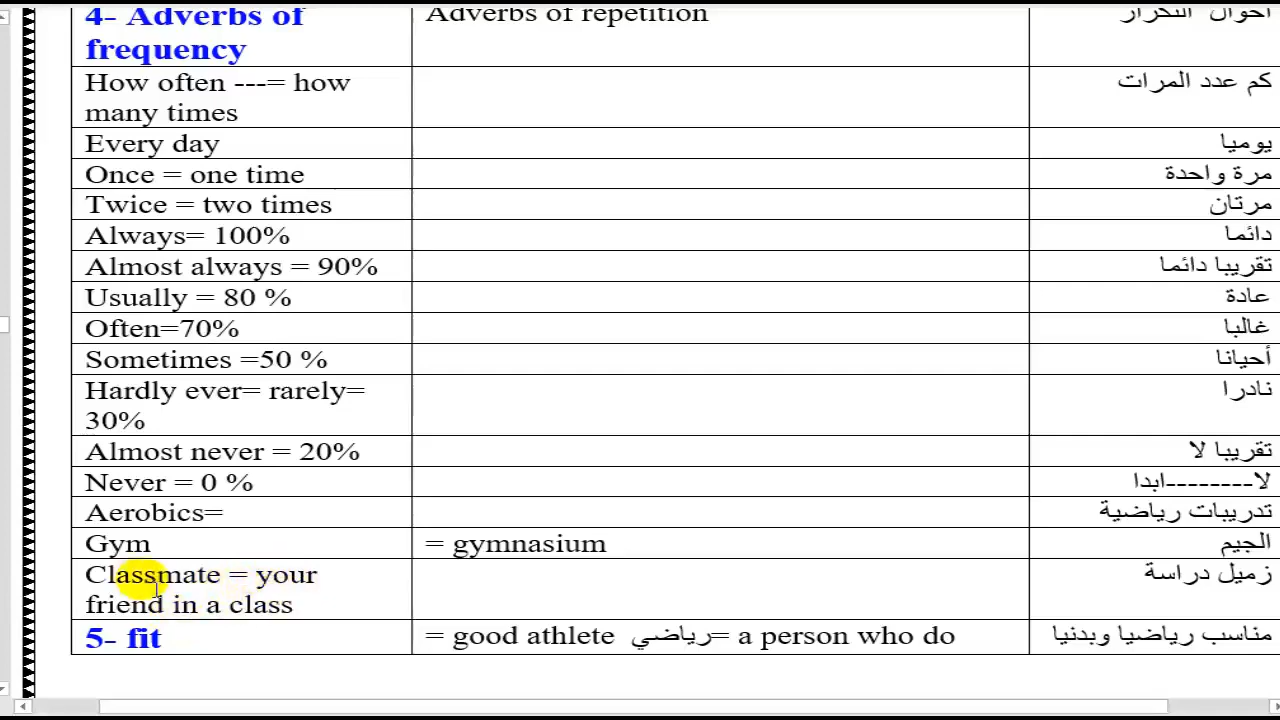 4- Adverbs of Adverbs of repetition احوال التكرار
frequency
How often ---= how كم عدد المرات
many times
Every day يوميا
Once = one time مرة واحدة
Twice = two times مرتان
Always= 100% دائما
Almost always = 90% تقريبا دائما
Usually = 80 % عادة
Often=70% غالبا
Sometimes =50 % أحيانا
Hardly ever= rarely= نادرا
30%
Almost never = 20% تقريبا لا
Never = 0 % لا--------ابدا
Aerobics= تدريبات رياضية
Gym = gymnasium الجيم
Classmate = your زميل دراسة
friend in a class
5- fit = good athlete رياضي= a person who do مناسب رياضيا وبدنيا